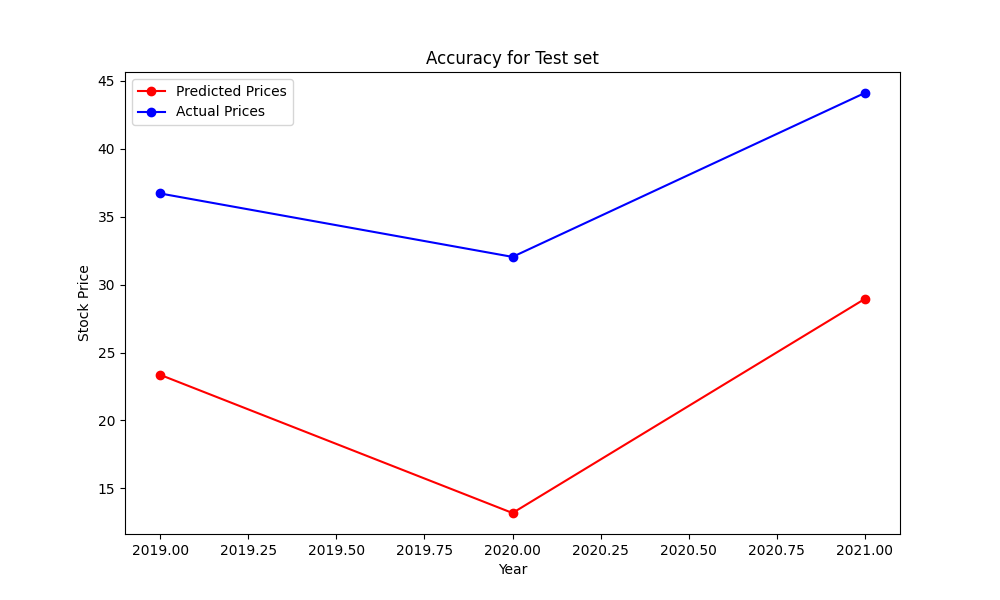 Accuracy for Test set
Predicted Prices
Actual Prices
45
40
35
30
25
20
15
Stock Price
2019.00 2019.25 2019.50 2019.75 2020.00 2020.25 2020.50 2020.75 2021.00
Year